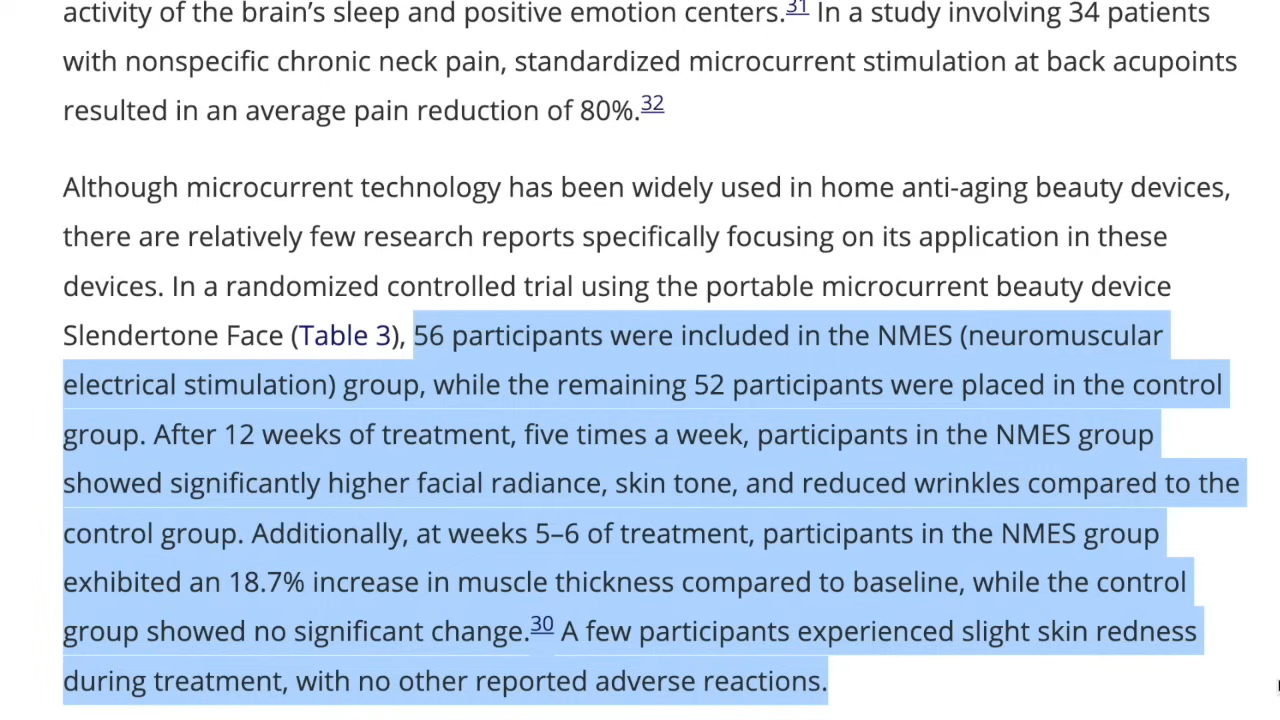 activity of the brain’s sleep and positive emotion centers.31 In a study involving 34 patients
with nonspecific chronic neck pain, standardized microcurrent stimulation at back acupoints
resulted in an average pain reduction of 80%.32
Although microcurrent technology has been widely used in home anti-aging beauty devices,
there are relatively few research reports specifically focusing on its application in these
devices. In a randomized controlled trial using the portable microcurrent beauty device
Slendertone Face (Table 3), 56 participants were included in the NMES (neuromuscular
electrical stimulation) group, while the remaining 52 participants were placed in the control
group. After 12 weeks of treatment, five times a week, participants in the NMES group
showed significantly higher facial radiance, skin tone, and reduced wrinkles compared to the
control group. Additionally, at weeks 5–6 of treatment, participants in the NMES group
exhibited an 18.7% increase in muscle thickness compared to baseline, while the control
group showed no significant change.30 A few participants experienced slight skin redness
during treatment, with no other reported adverse reactions.